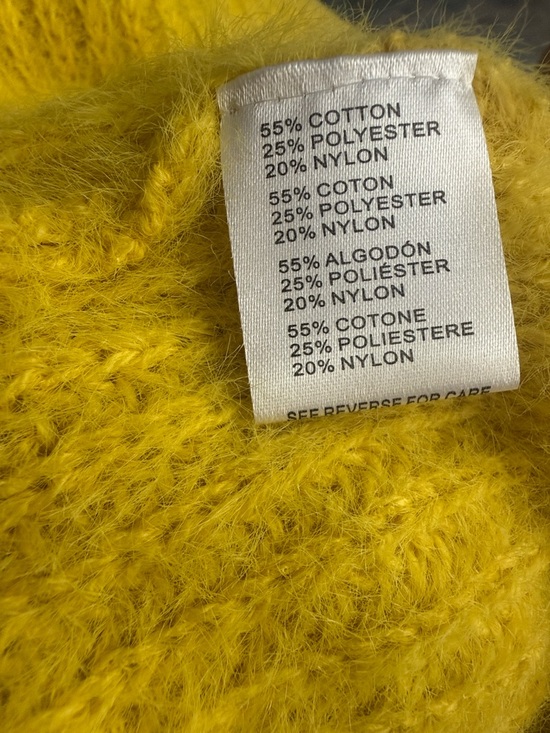 55% COTTON
25% POLYESTER
20% NYLON
55% COTON
25% POLYESTER
20% NYLON
55% ALGODÓN
25% POLIÉSTER
20% NYLON
55% COTONE
25% POLIESTERE
20% NYLON
SEE REVERSE FOR CARE